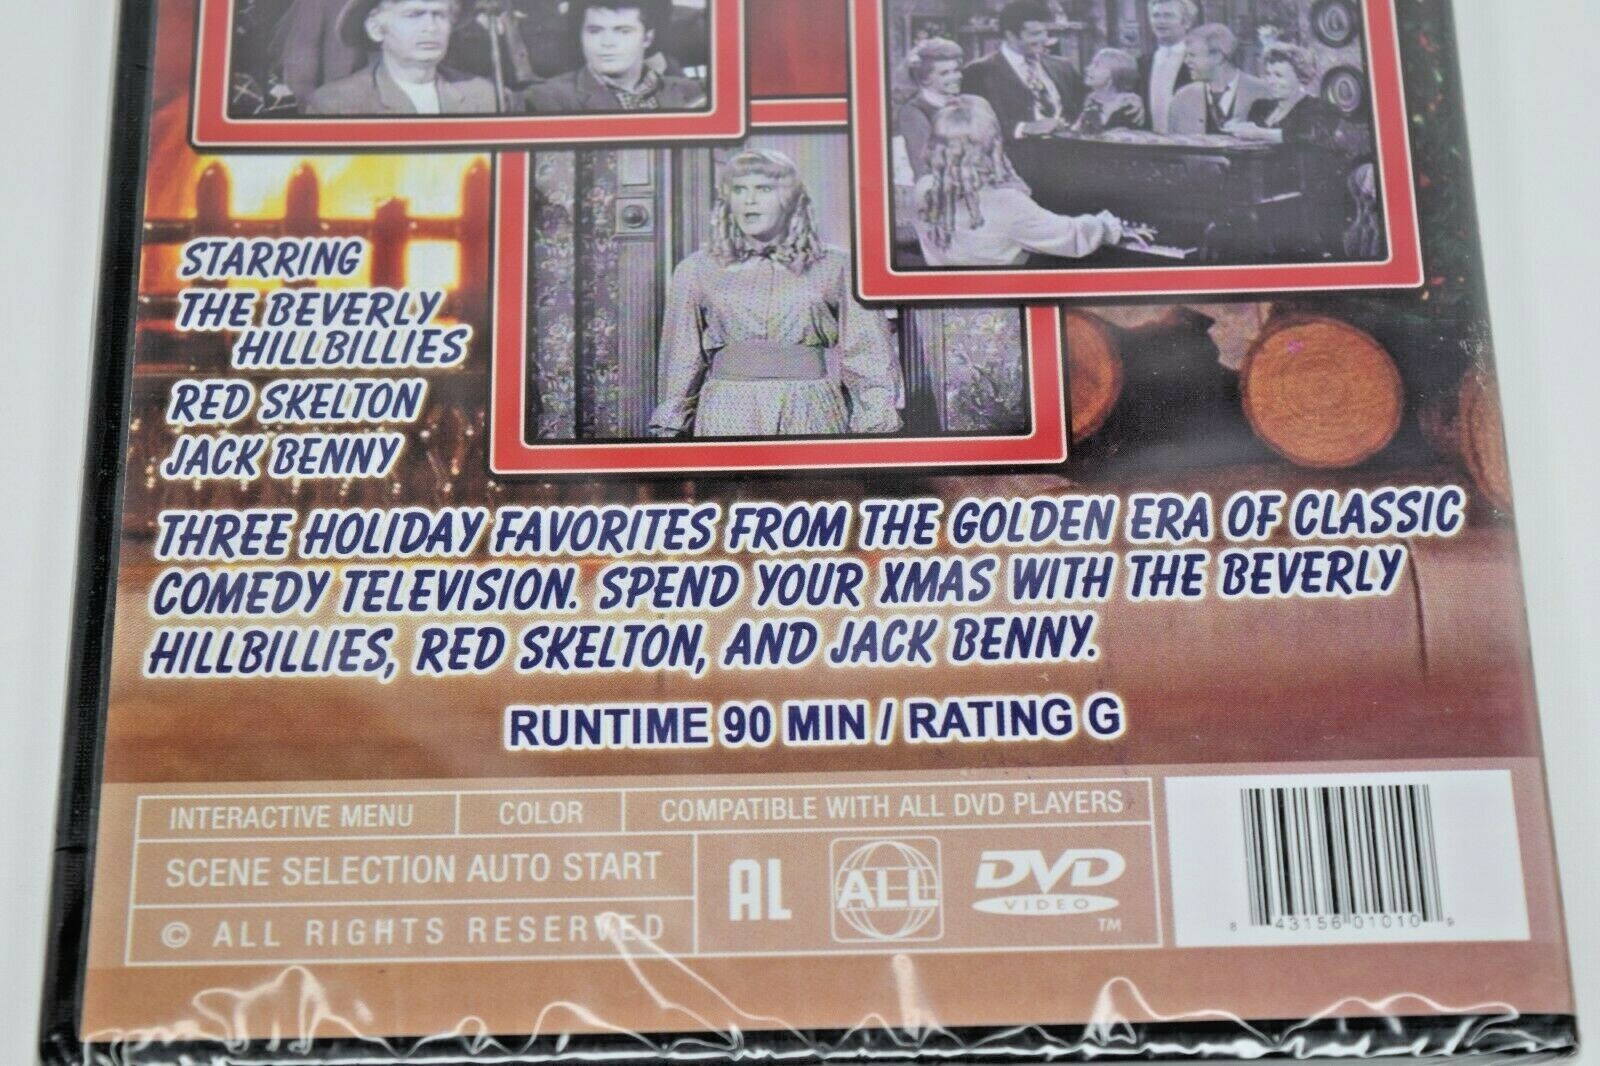 STARRING
THE BEVERLY
HILLBILLIES
RED SKELTON
JACK BENNY
THREE HOLIDAY FAVORITES FROM THE GOLDEN ERA OF CLASSIC
COMEDY TELEVISION. SPEND YOUR XMAS WITH THE BEVERLY
HILLBILLIES, RED SKELTON, AND JACK BENNY.
RUNTIME 90 MIN / RATING G
INTERACTIVE MENU COLOR COMPATIBLE WITH ALL DVD PLAYERS
SCENE SELECTION AUTO START
© ALL RIGHTS RESERVED
AL ALL DVD VIDEO TM
8 43156 01010 9